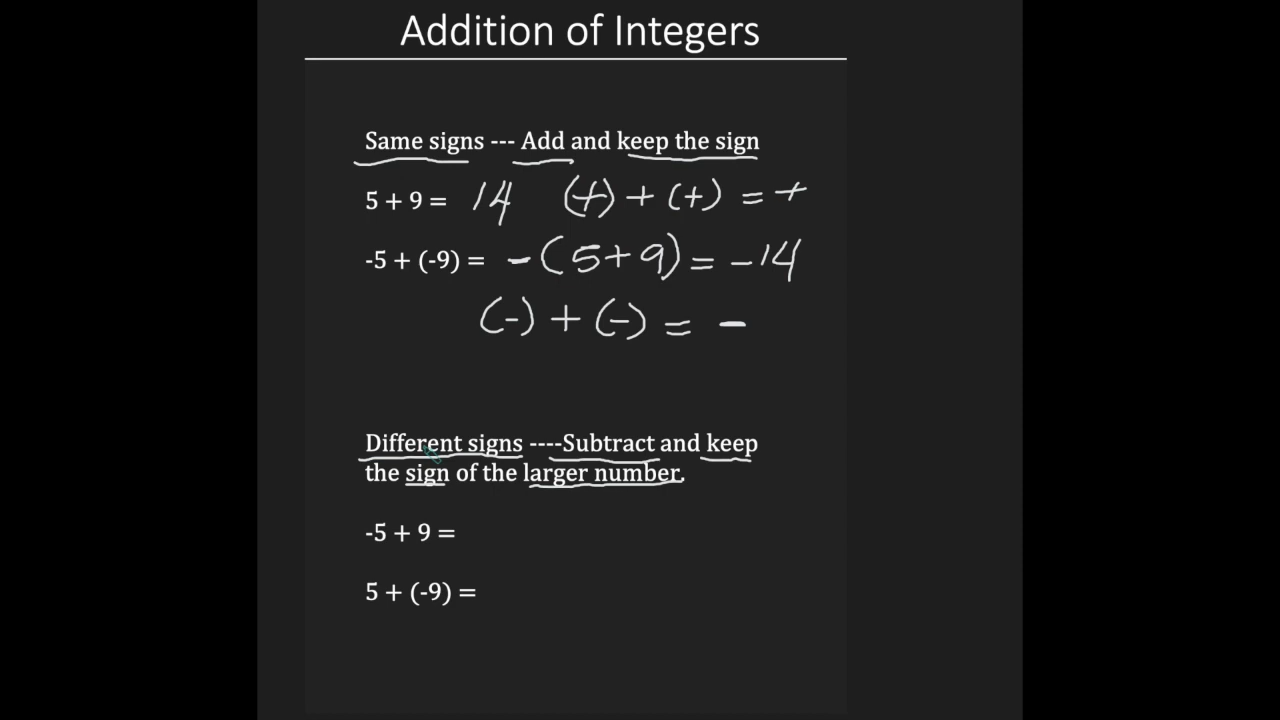 Addition of Integers
Same signs --- Add and keep the sign
5 + 9 = 14 (+) + (+) = +
-5 + (-9) = -(5+9) = -14
(-) + (-) = -
Different signs ----Subtract and keep
the sign of the larger number.
-5 + 9 =
5 + (-9) =